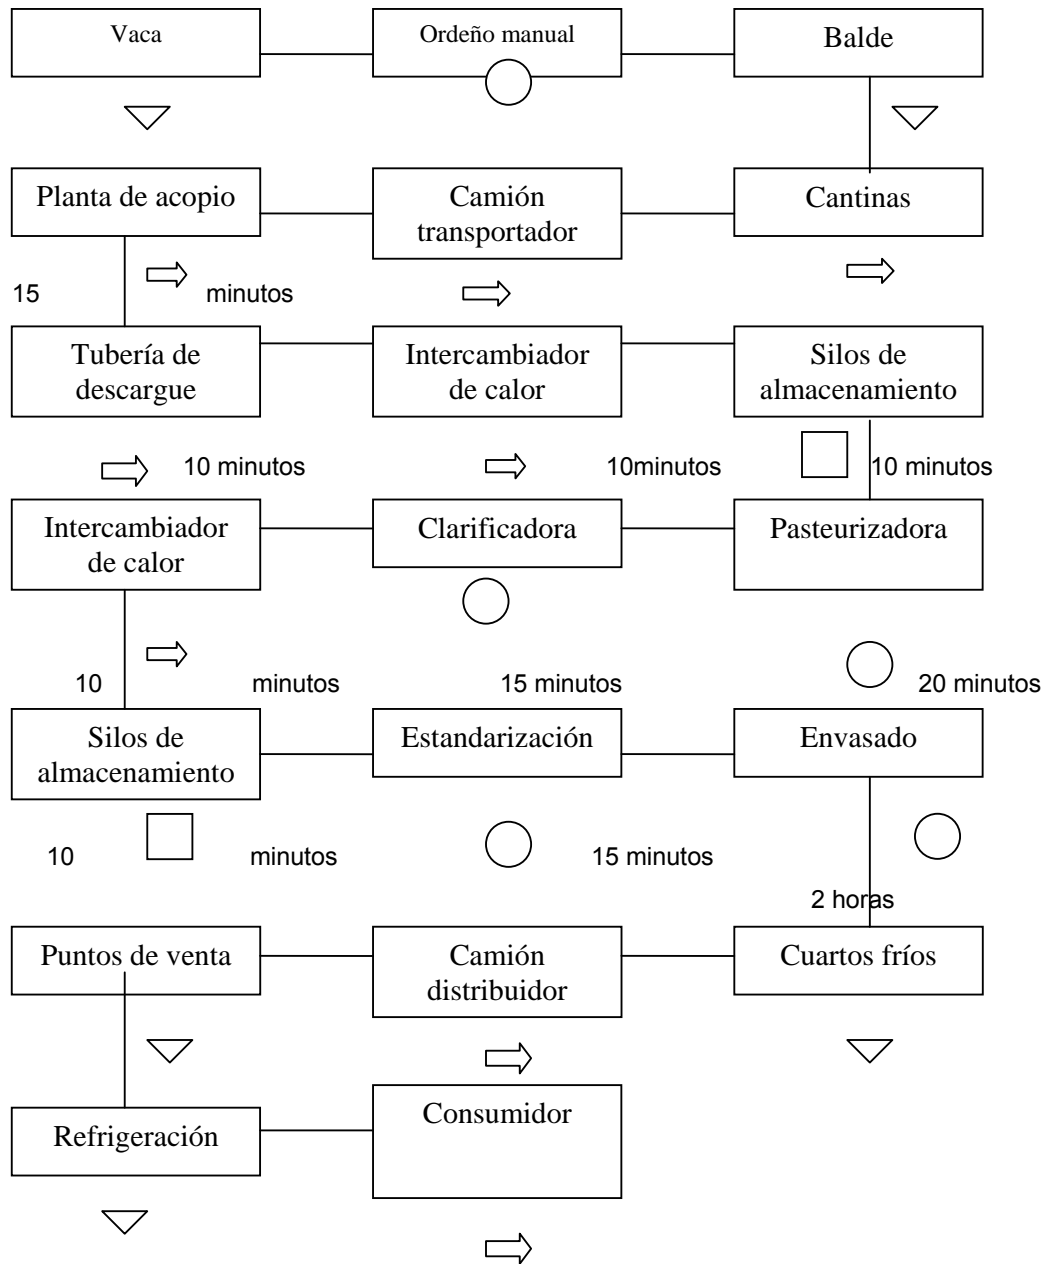 Vaca
Ordeño manual
Balde
Planta de acopio
Camión
transportador
Cantinas
15 minutos
Tubería de
descargue
Intercambiador
de calor
Silos de
almacenamiento
10 minutos
10minutos
10 minutos
Intercambiador
de calor
Clarificadora
Pasteurizadora
10 minutos
15 minutos
20 minutos
Silos de
almacenamiento
Estandarización
Envasado
10 minutos
15 minutos
2 horas
Puntos de venta
Camión
distribuidor
Cuartos fríos
Refrigeración
Consumidor